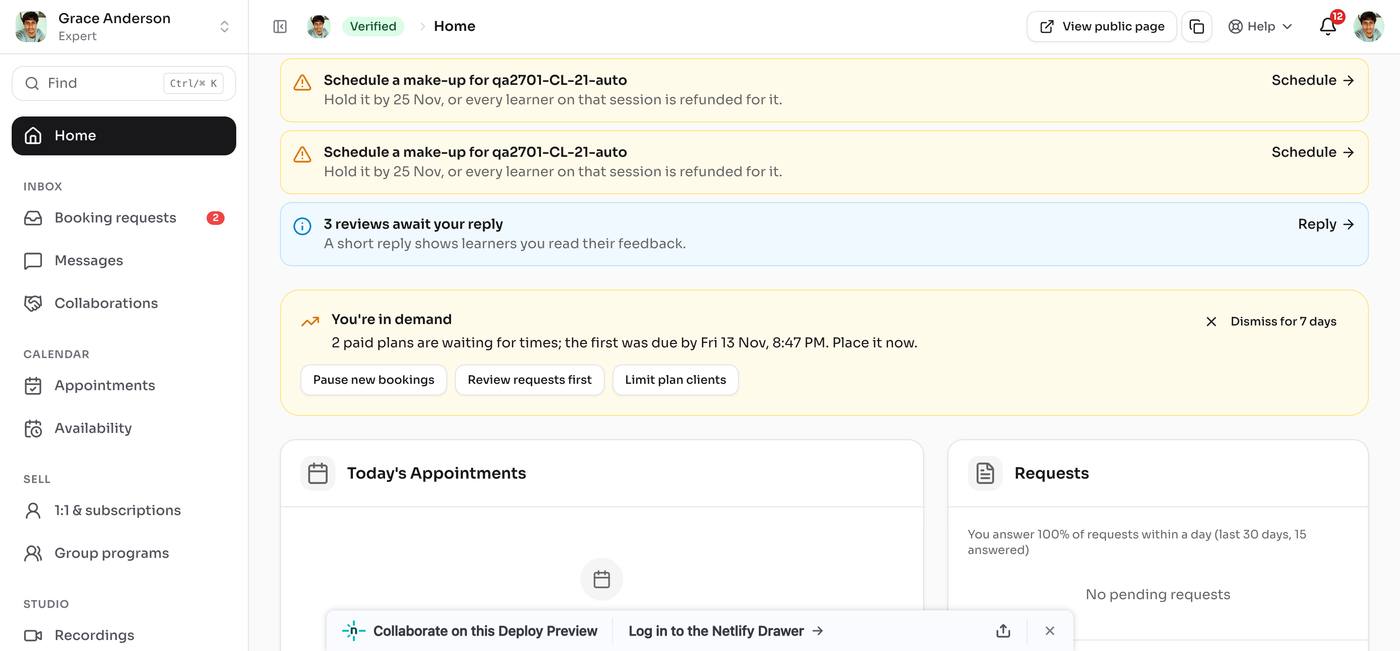 Grace Anderson
Expert
Verified
Home
View public page
Help
12
Find
Ctrl/⌘ K
Home
INBOX
Booking requests
2
Messages
Collaborations
CALENDAR
Appointments
Availability
SELL
1:1 & subscriptions
Group programs
STUDIO
Recordings
Schedule a make-up for qa2701-CL-21-auto
Schedule →
Hold it by 25 Nov, or every learner on that session is refunded for it.
Schedule a make-up for qa2701-CL-21-auto
Schedule →
Hold it by 25 Nov, or every learner on that session is refunded for it.
3 reviews await your reply
Reply →
A short reply shows learners you read their feedback.
You're in demand
Dismiss for 7 days
2 paid plans are waiting for times; the first was due by Fri 13 Nov, 8:47 PM. Place it now.
Pause new bookings
Review requests first
Limit plan clients
Today's Appointments
Requests
You answer 100% of requests within a day (last 30 days, 15
answered)
No pending requests
Collaborate on this Deploy Preview
Log in to the Netlify Drawer →